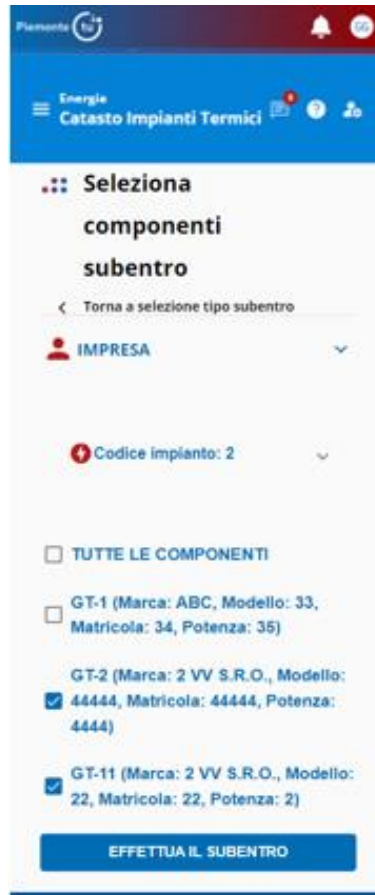 Piemonte tu
GG
Energie
Catasto Impianti Termici
Seleziona
componenti
subentro
Torna a selezione tipo subentro
IMPRESA
Codice impianto: 2
TUTTE LE COMPONENTI
GT-1 (Marca: ABC, Modello: 33,
Matricola: 34, Potenza: 35)
GT-2 (Marca: 2 VV S.R.O., Modello:
44444, Matricola: 44444, Potenza:
4444)
GT-11 (Marca: 2 VV S.R.O., Modello:
22, Matricola: 22, Potenza: 2)
EFFETTUA IL SUBENTRO